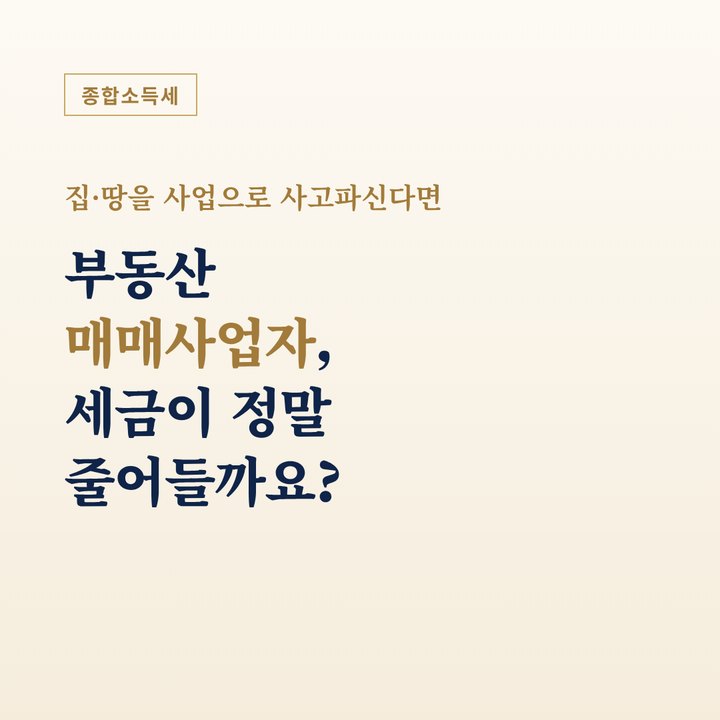 종합소득세
집·땅을 사업으로 사고파신다면
부동산
매매사업자,
세금이 정말
줄어들까요?